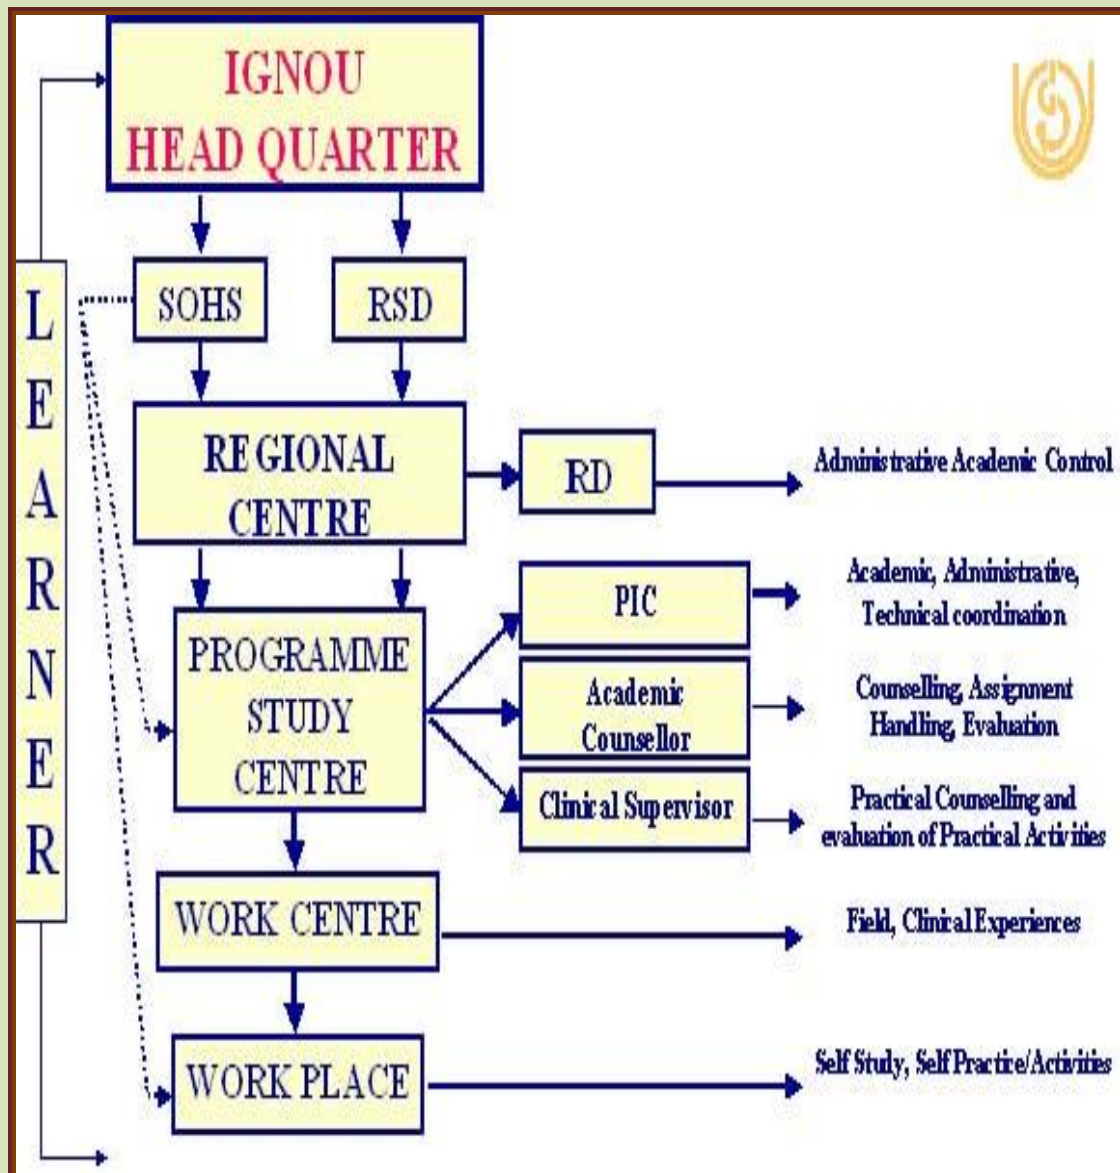 IGNOU
HEAD QUARTER
SOHS
RSD
LEARNER
REGIONAL
CENTRE
RD
Administrative Academic Control
PIC
Academic, Administrative,
Technical coordination
PROGRAMME
STUDY
CENTRE
Academic
Counsellor
Counselling, Assignment
Handling, Evaluation
Clinical Supervisor
Practical Counselling and
evaluation of Practical Activities
WORK CENTRE
Field, Clinical Experiences
WORK PLACE
Self Study, Self Practice/Activities